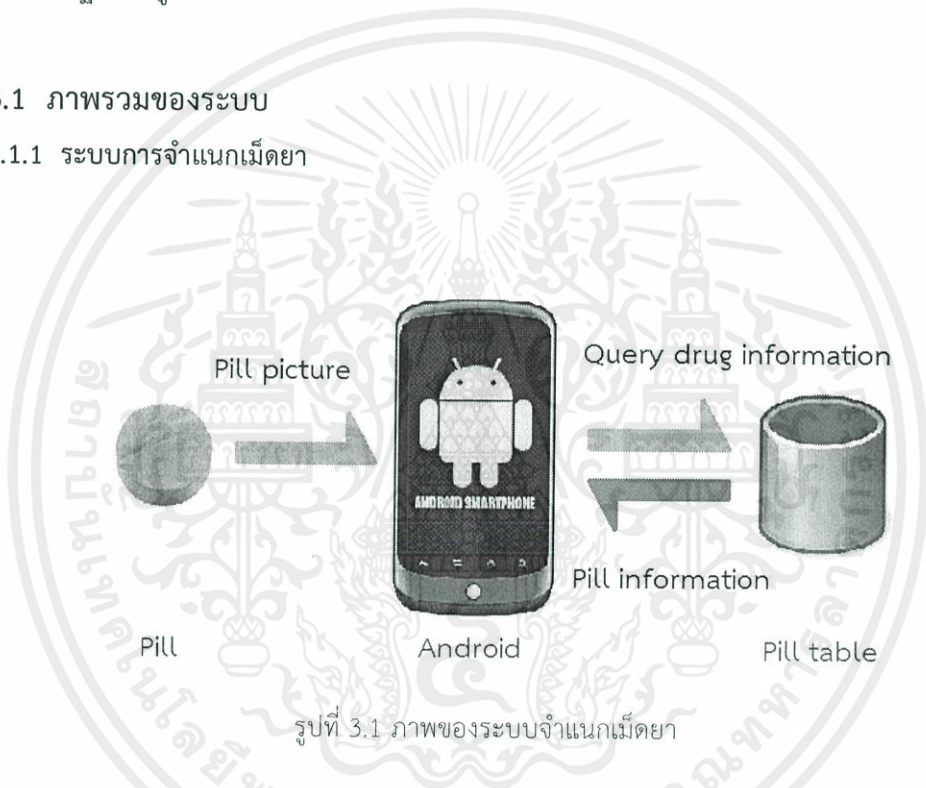 .1 ภาพรวมของระบบ
.1.1 ระบบการจำแนกเม็ดยา
Pill picture
Query drug information
ANDROID SMARTPHONE
Pill information
Pill
Android
Pill table
รูปที่ 3.1 ภาพของระบบจำแนกเม็ดยา